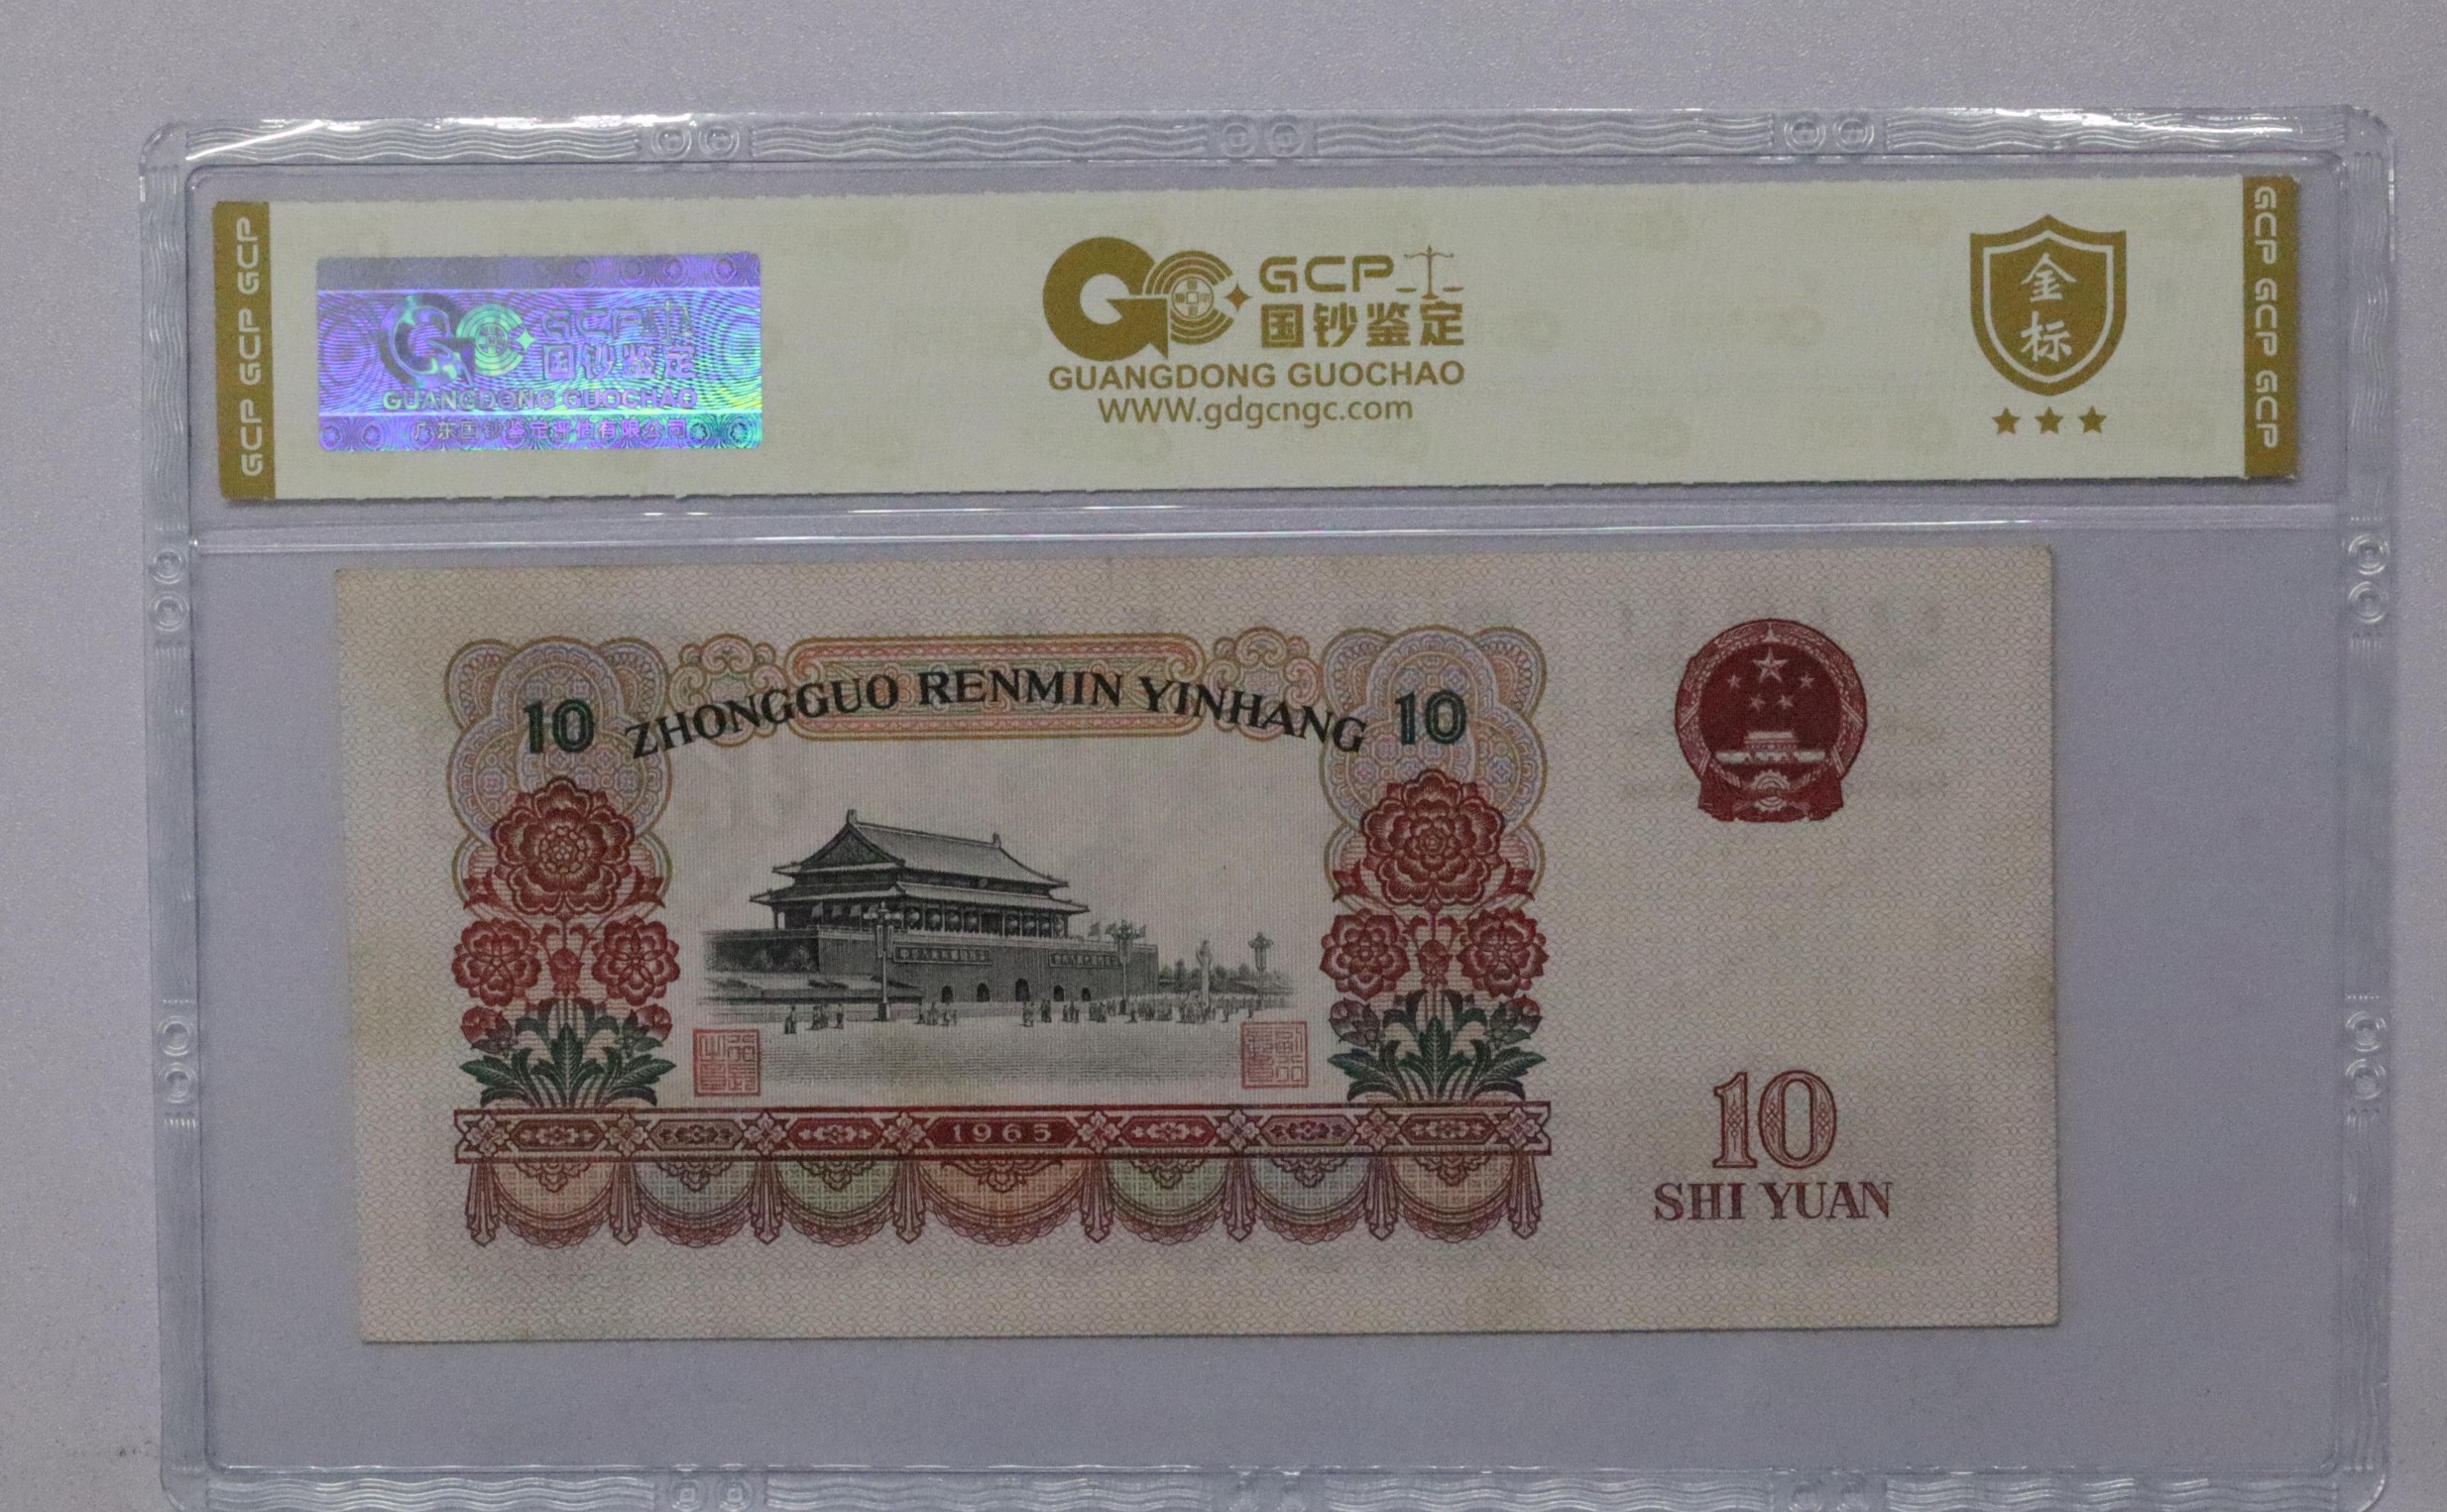 GCP GCP GCP
GCP
国钞鉴定
GUANGDONG GUOCHAO
广东国钞鉴定评估有限公司
GCP
国钞鉴定
GUANGDONG GUOCHAO
WWW.gdgcngc.com
金
标
GCP GCP GCP
10 ZHONGGUO RENMIN YINHANG 10
1965
10
SHI YUAN